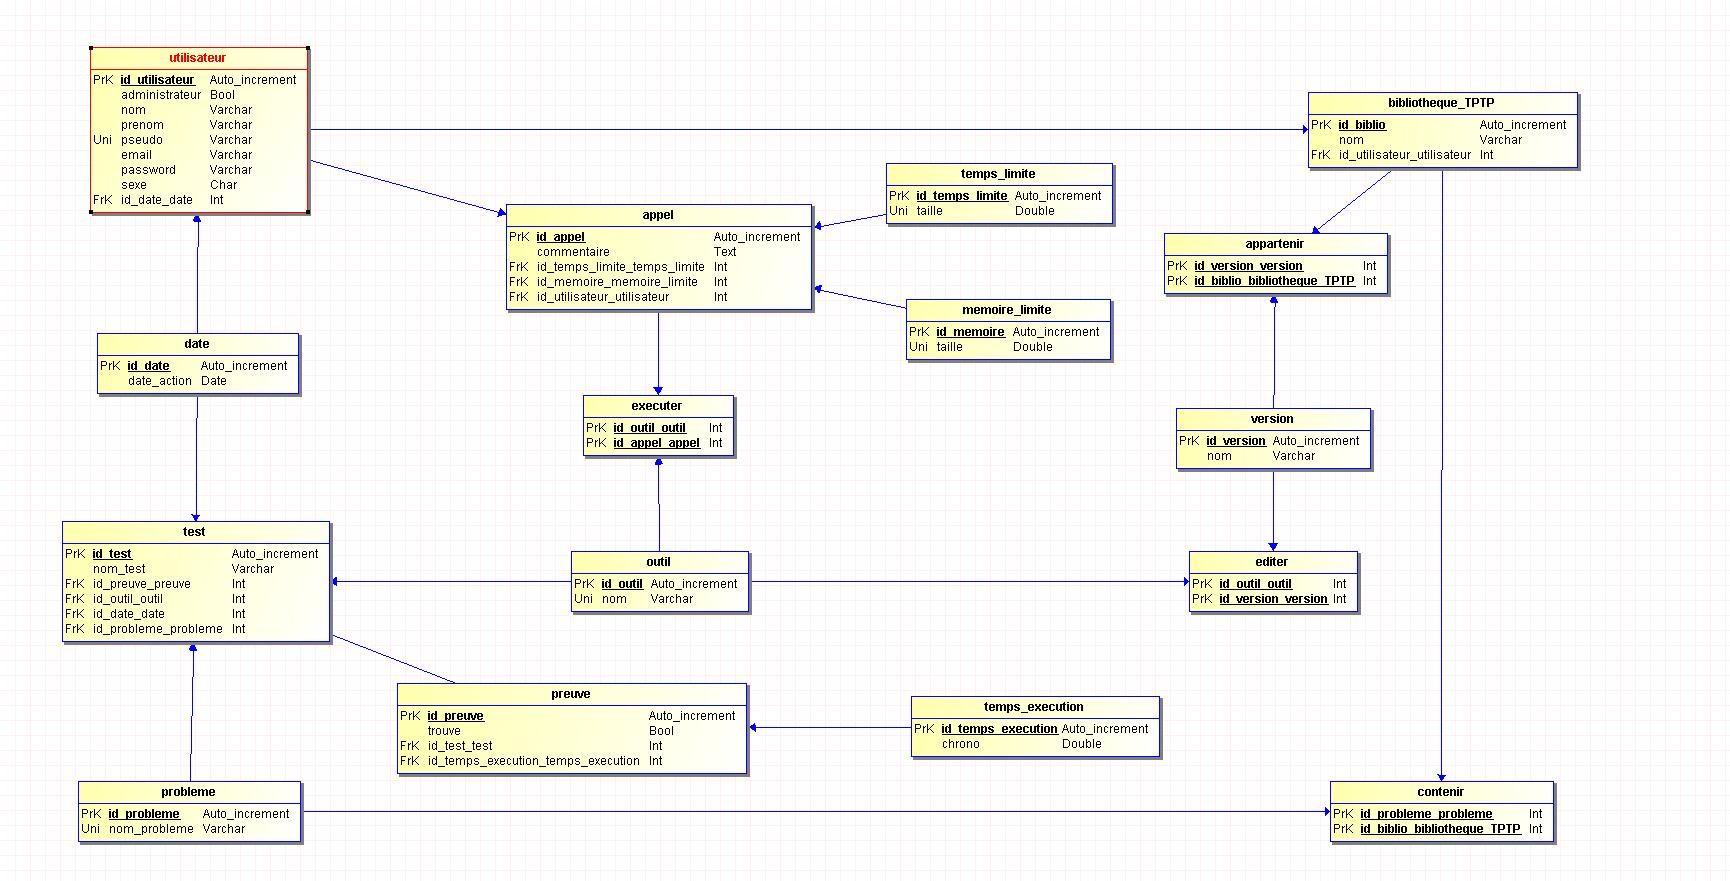 utilisateur
PrK id_utilisateur Auto_increment
administrateur Bool
nom Varchar
prenom Varchar
Uni pseudo Varchar
email Varchar
password Varchar
sexe Char
FrK id_date_date Int
bibliotheque_TPTP
PrK id_biblio Auto_increment
nom Varchar
FrK id_utilisateur_utilisateur Int
temps_limite
PrK id_temps_limite Auto_increment
Uni taille Double
appel
PrK id_appel Auto_increment
commentaire Text
FrK id_temps_limite_temps_limite Int
FrK id_memoire_memoire_limite Int
FrK id_utilisateur_utilisateur Int
appartenir
PrK id_version_version Int
PrK id_biblio_bibliotheque_TPTP Int
memoire_limite
PrK id_memoire Auto_increment
Uni taille Double
date
PrK id_date Auto_increment
date_action Date
executer
PrK id_outil_outil Int
PrK id_appel_appel Int
version
PrK id_version Auto_increment
nom Varchar
test
PrK id_test Auto_increment
nom_test Varchar
FrK id_preuve_preuve Int
FrK id_outil_outil Int
FrK id_date_date Int
FrK id_probleme_probleme Int
outil
PrK id_outil Auto_increment
Uni nom Varchar
editer
PrK id_outil_outil Int
PrK id_version_version Int
preuve
PrK id_preuve Auto_increment
trouve Bool
FrK id_test_test Int
FrK id_temps_execution_temps_execution Int
temps_execution
PrK id_temps_execution Auto_increment
chrono Double
probleme
PrK id_probleme Auto_increment
Uni nom_probleme Varchar
contenir
PrK id_probleme_probleme Int
PrK id_biblio_bibliotheque_TPTP Int